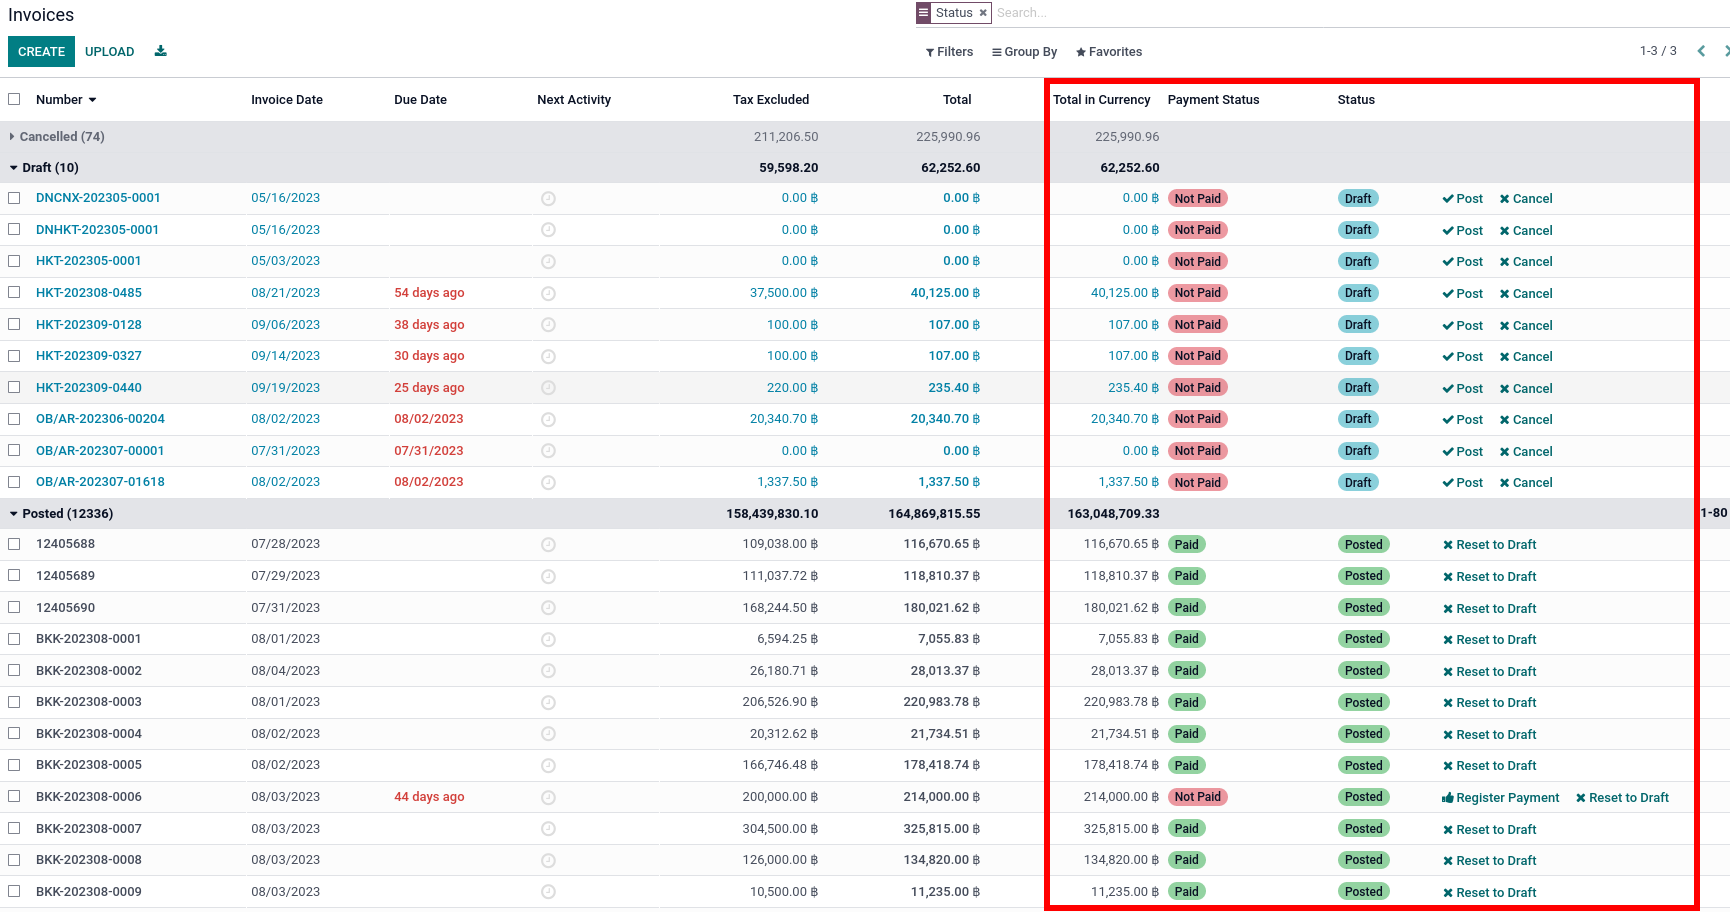 Invoices
Status × Search...
CREATE UPLOAD
Filters Group By Favorites 1-3 / 3
Number Invoice Date Due Date Next Activity Tax Excluded Total Total in Currency Payment Status Status
Cancelled (74) 211,206.50 225,990.96 225,990.96
Draft (10) 59,598.20 62,252.60 62,252.60
DNCNX-202305-0001 05/16/2023 0.00 ฿ 0.00 ฿ 0.00 ฿ Not Paid Draft Post Cancel
DNHKT-202305-0001 05/16/2023 0.00 ฿ 0.00 ฿ 0.00 ฿ Not Paid Draft Post Cancel
HKT-202305-0001 05/03/2023 0.00 ฿ 0.00 ฿ 0.00 ฿ Not Paid Draft Post Cancel
HKT-202308-0485 08/21/2023 54 days ago 37,500.00 ฿ 40,125.00 ฿ 40,125.00 ฿ Not Paid Draft Post Cancel
HKT-202309-0128 09/06/2023 38 days ago 100.00 ฿ 107.00 ฿ 107.00 ฿ Not Paid Draft Post Cancel
HKT-202309-0327 09/14/2023 30 days ago 100.00 ฿ 107.00 ฿ 107.00 ฿ Not Paid Draft Post Cancel
HKT-202309-0440 09/19/2023 25 days ago 220.00 ฿ 235.40 ฿ 235.40 ฿ Not Paid Draft Post Cancel
OB/AR-202306-00204 08/02/2023 08/02/2023 20,340.70 ฿ 20,340.70 ฿ 20,340.70 ฿ Not Paid Draft Post Cancel
OB/AR-202307-00001 07/31/2023 07/31/2023 0.00 ฿ 0.00 ฿ 0.00 ฿ Not Paid Draft Post Cancel
OB/AR-202307-01618 08/02/2023 08/02/2023 1,337.50 ฿ 1,337.50 ฿ 1,337.50 ฿ Not Paid Draft Post Cancel
Posted (12336) 158,439,830.10 164,869,815.55 163,048,709.33 1-80
12405688 07/28/2023 109,038.00 ฿ 116,670.65 ฿ 116,670.65 ฿ Paid Posted Reset to Draft
12405689 07/29/2023 111,037.72 ฿ 118,810.37 ฿ 118,810.37 ฿ Paid Posted Reset to Draft
12405690 07/31/2023 168,244.50 ฿ 180,021.62 ฿ 180,021.62 ฿ Paid Posted Reset to Draft
BKK-202308-0001 08/01/2023 6,594.25 ฿ 7,055.83 ฿ 7,055.83 ฿ Paid Posted Reset to Draft
BKK-202308-0002 08/04/2023 26,180.71 ฿ 28,013.37 ฿ 28,013.37 ฿ Paid Posted Reset to Draft
BKK-202308-0003 08/01/2023 206,526.90 ฿ 220,983.78 ฿ 220,983.78 ฿ Paid Posted Reset to Draft
BKK-202308-0004 08/02/2023 20,312.62 ฿ 21,734.51 ฿ 21,734.51 ฿ Paid Posted Reset to Draft
BKK-202308-0005 08/02/2023 166,746.48 ฿ 178,418.74 ฿ 178,418.74 ฿ Paid Posted Reset to Draft
BKK-202308-0006 08/03/2023 44 days ago 200,000.00 ฿ 214,000.00 ฿ 214,000.00 ฿ Not Paid Posted Register Payment Reset to Draft
BKK-202308-0007 08/03/2023 304,500.00 ฿ 325,815.00 ฿ 325,815.00 ฿ Paid Posted Reset to Draft
BKK-202308-0008 08/03/2023 126,000.00 ฿ 134,820.00 ฿ 134,820.00 ฿ Paid Posted Reset to Draft
BKK-202308-0009 08/03/2023 10,500.00 ฿ 11,235.00 ฿ 11,235.00 ฿ Paid Posted Reset to Draft